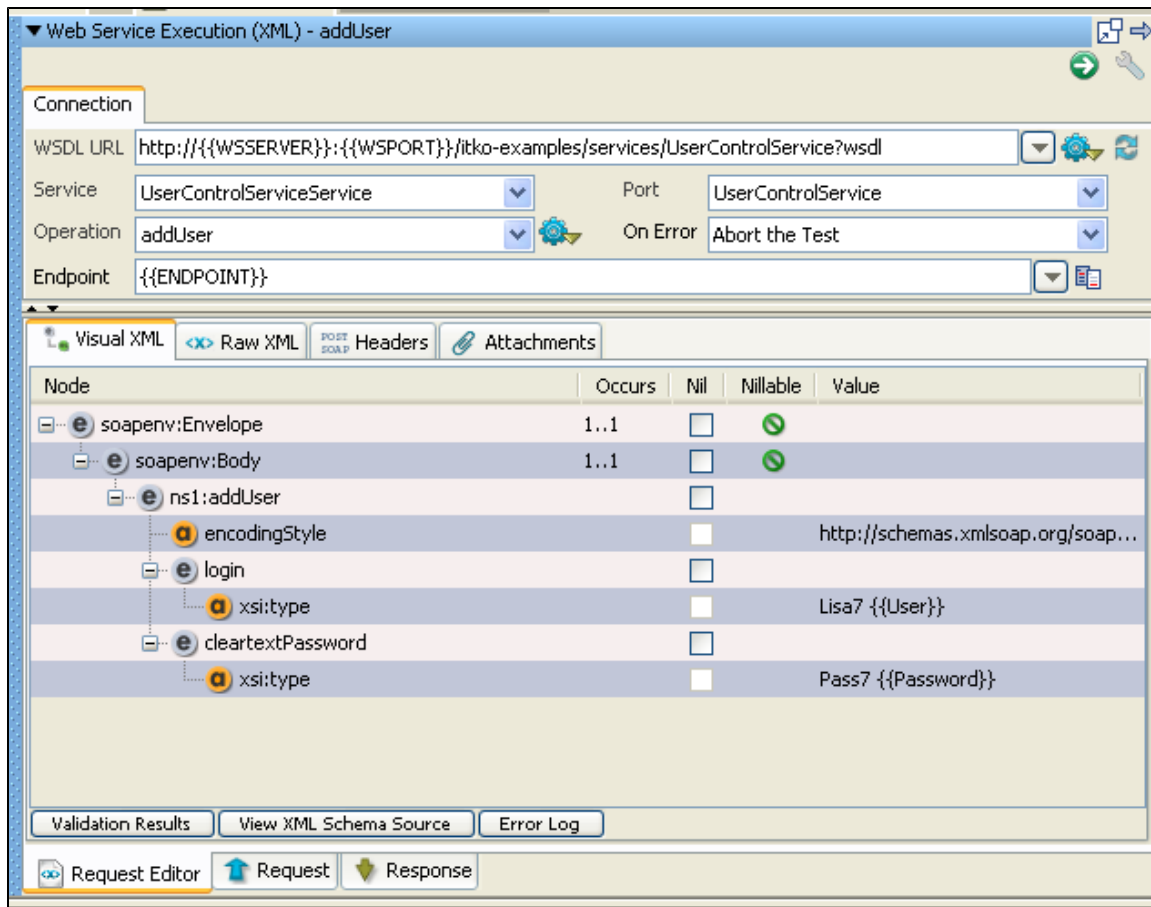 Web Service Execution (XML) - addUser
Connection
WSDL URL http://{{WSSERVER}}:{{WSPORT}}/itko-examples/services/UserControlService?wsdl
Service UserControlServiceService Port UserControlService
Operation addUser On Error Abort the Test
Endpoint {{ENDPOINT}}
Visual XML <x> Raw XML POST SOAP Headers Attachments
Node Occurs Nil Nillable Value
e soapenv:Envelope 1..1
e soapenv:Body 1..1
e ns1:addUser
a encodingStyle http://schemas.xmlsoap.org/soap...
e login
a xsi:type Lisa7 {{User}}
e cleartextPassword
a xsi:type Pass7 {{Password}}
Validation Results View XML Schema Source Error Log
Request Editor Request Response